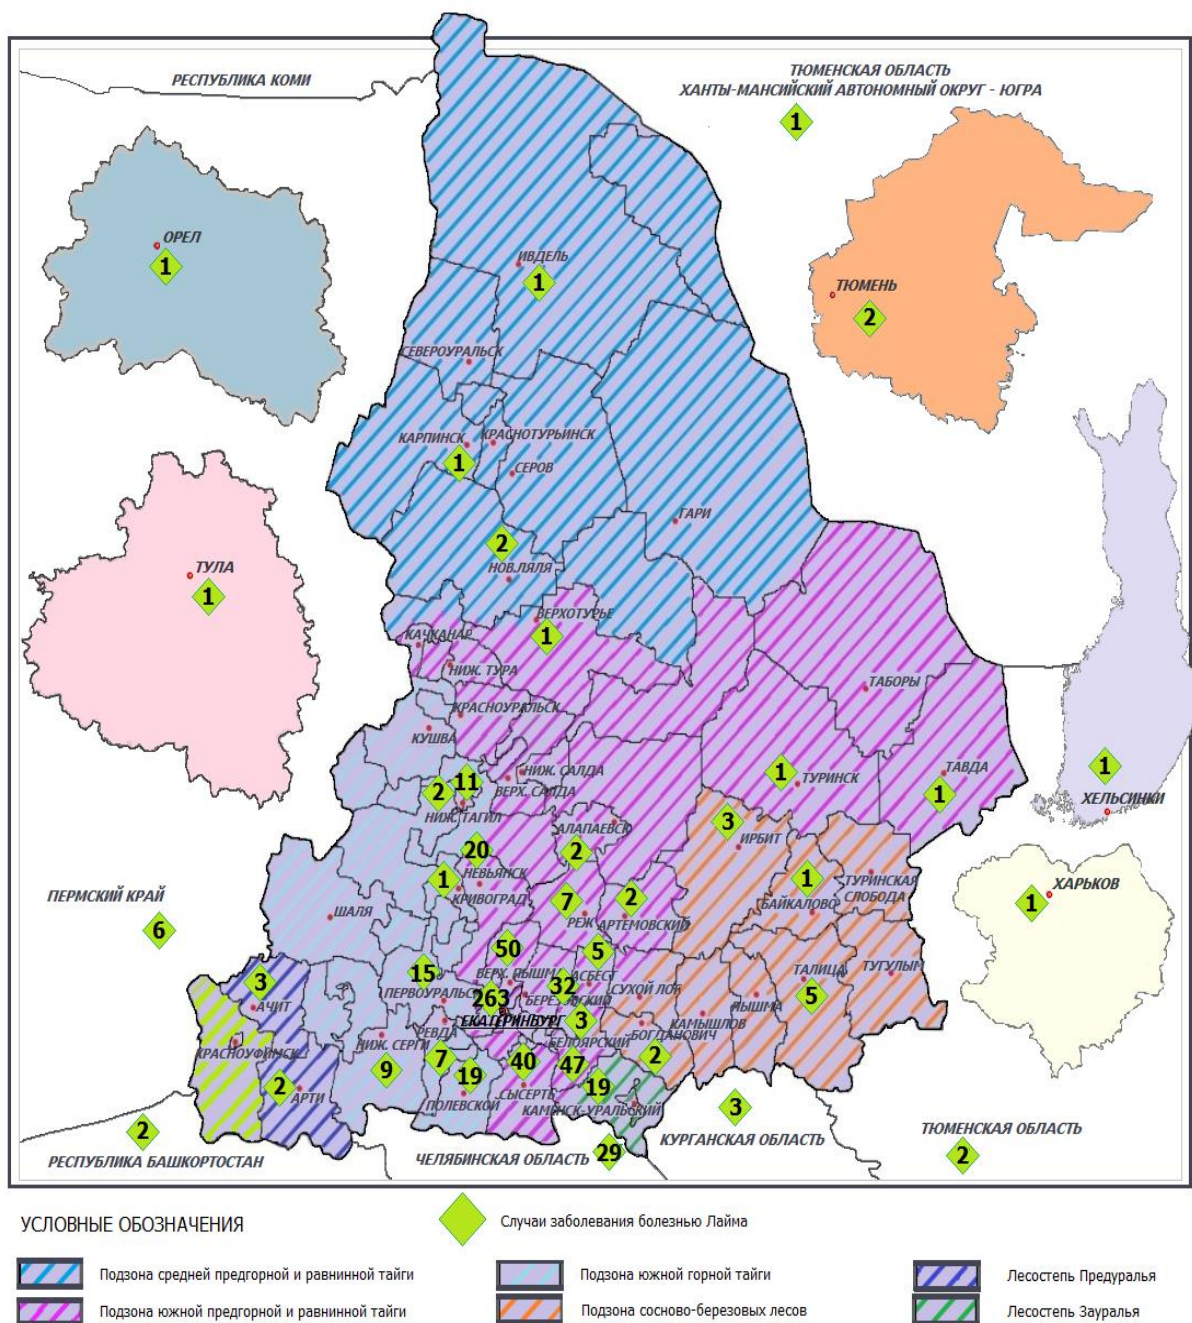 РЕСПУБЛИКА КОМИ
ТЮМЕНСКАЯ ОБЛАСТЬ
ХАНТЫ-МАНСИЙСКИЙ АВТОНОМНЫЙ ОКРУГ - ЮГРА
1
ОРЕЛ
1
ИВДЕЛЬ
1
ТЮМЕНЬ
2
СЕВЕРОУРАЛЬСК
КАРПИНСК
КРАСНОТУРЬИНСК
1
СЕРОВ
ГАРИ
2
НОВ.ЛЯЛЯ
ТУЛА
1
ВЕРХОТУРЬЕ
1
КАЧКАНАР
НИЖ. ТУРА
ТАБОРЫ
КРАСНОУРАЛЬСК
КУШВА
НИЖ. САЛДА
ВЕРХ. САЛДА
11
2
НИЖ. ТАГИЛ
1
ТУРИНСК
ТАВДА
1
1
ХЕЛЬСИНКИ
АЛАПАЕВСК
2
3
ИРБИТ
20
НЕВЬЯНСК
1
КРИВОГРАД
1
БАЙКАЛОВО
ТУРИНСКАЯ
СЛОБОДА
ХАРЬКОВ
1
ПЕРМСКИЙ КРАЙ
6
ШАЛЯ
7
РЕЖ
2
АРТЕМОВСКИЙ
50
ВЕРХ. ПЫШМА
5
АСБЕСТ
3
АЧИТ
15
ПЕРВОУРАЛЬСК
263
ЕКАТЕРИНБУРГ
32
БЕРЕЗОВСКИЙ
СУХОЙ ЛОГ
ПЫШМА
ТАЛИЦА
5
ТУГУЛЫМ
КРАСНОУФИМСК
НИЖ. СЕРГИ
9
РЕВДА
7
19
ПОЛЕВСКОЙ
40
СЫСЕРТЬ
3
БЕЛОЯРСКИЙ
47
БОГДАНОВИЧ
2
КАМЫШЛОВ
19
КАМЕНСК-УРАЛЬСКИЙ
2
АРТИ
2
РЕСПУБЛИКА БАШКОРТОСТАН
ЧЕЛЯБИНСКАЯ ОБЛАСТЬ
29
3
КУРГАНСКАЯ ОБЛАСТЬ
ТЮМЕНСКАЯ ОБЛАСТЬ
2
УСЛОВНЫЕ ОБОЗНАЧЕНИЯ
Случаи заболевания болезнью Лайма
Подзона средней предгорной и равнинной тайги
Подзона южной горной тайги
Лесостепь Предуралья
Подзона южной предгорной и равнинной тайги
Подзона сосново-березовых лесов
Лесостепь Зауралья